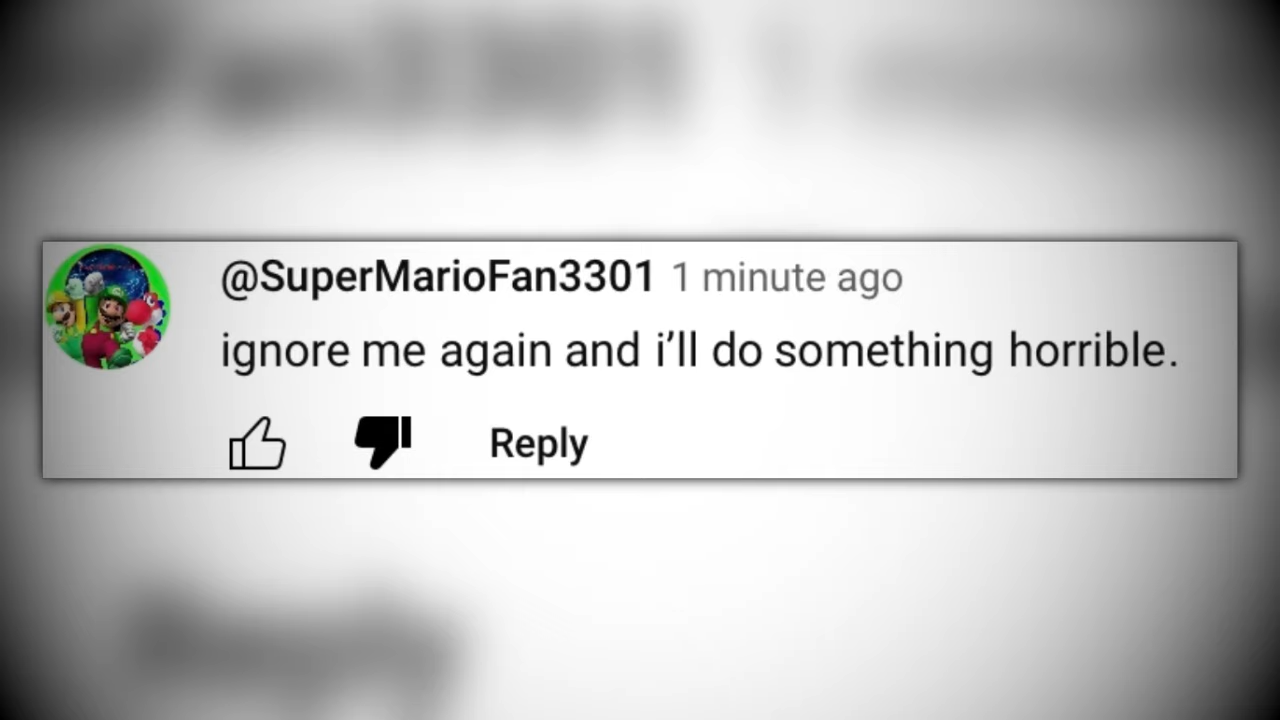 @SuperMarioFan3301 1 minute ago
ignore me again and i’ll do something horrible.
Reply